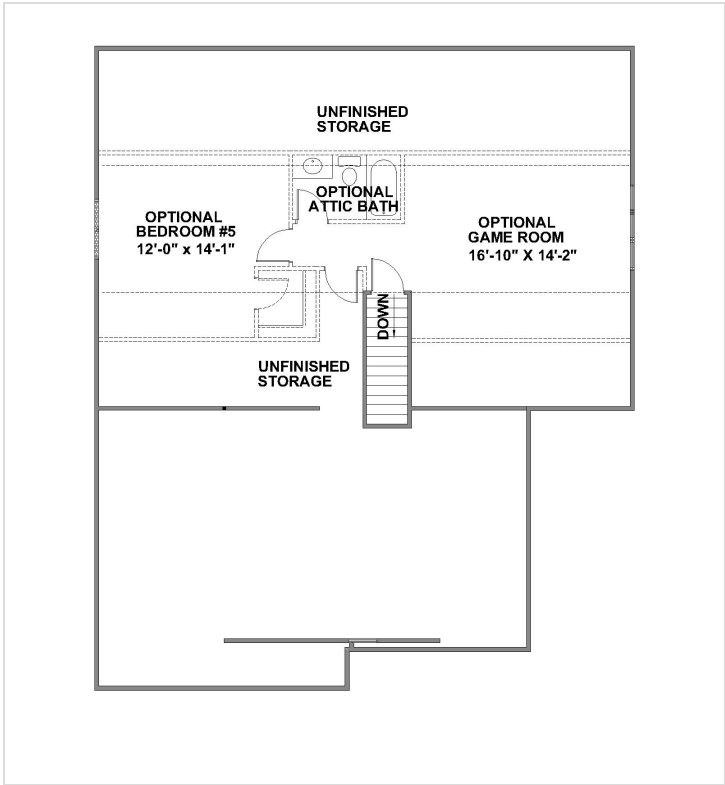 UNFINISHED
STORAGE
OPTIONAL
ATTIC BATH
OPTIONAL
BEDROOM #5
12'-0" x 14'-1"
OPTIONAL
GAME ROOM
16'-10" X 14'-2"
DOWN
UNFINISHED
STORAGE